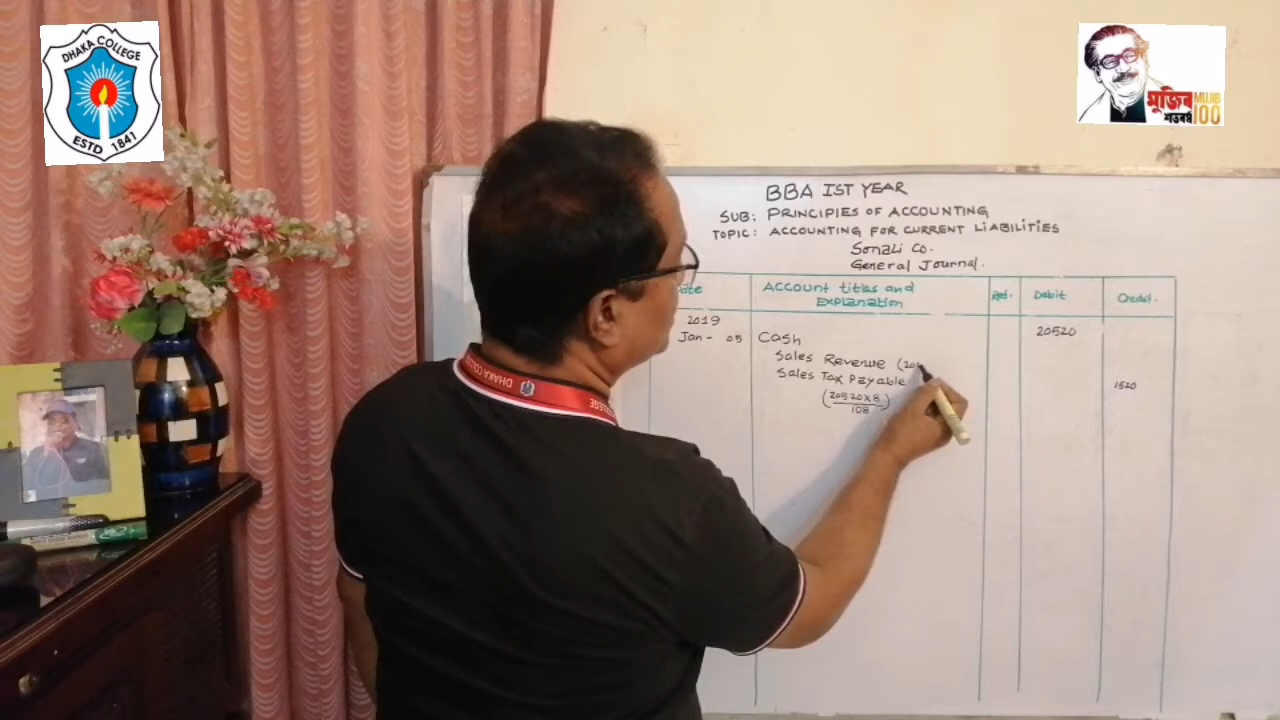 DHAKA COLLEGE
ESTD 1841
মুজিব
শতবর্ষ
MUJIB
100
BBA IST YEAR
SUB: PRINCIPIES OF ACCOUNTING
TOPIC: ACCOUNTING FOR CURRENT LIABILITIES
Sonali Co.
General Journal.
Account titles and Explanation
Ref.
Debit
Credit.
2019
Jan - 05 Cash 20520
Sales Revenue (205
Sales Tax Payable 1520
(20520 x 8
108)
DHAKA